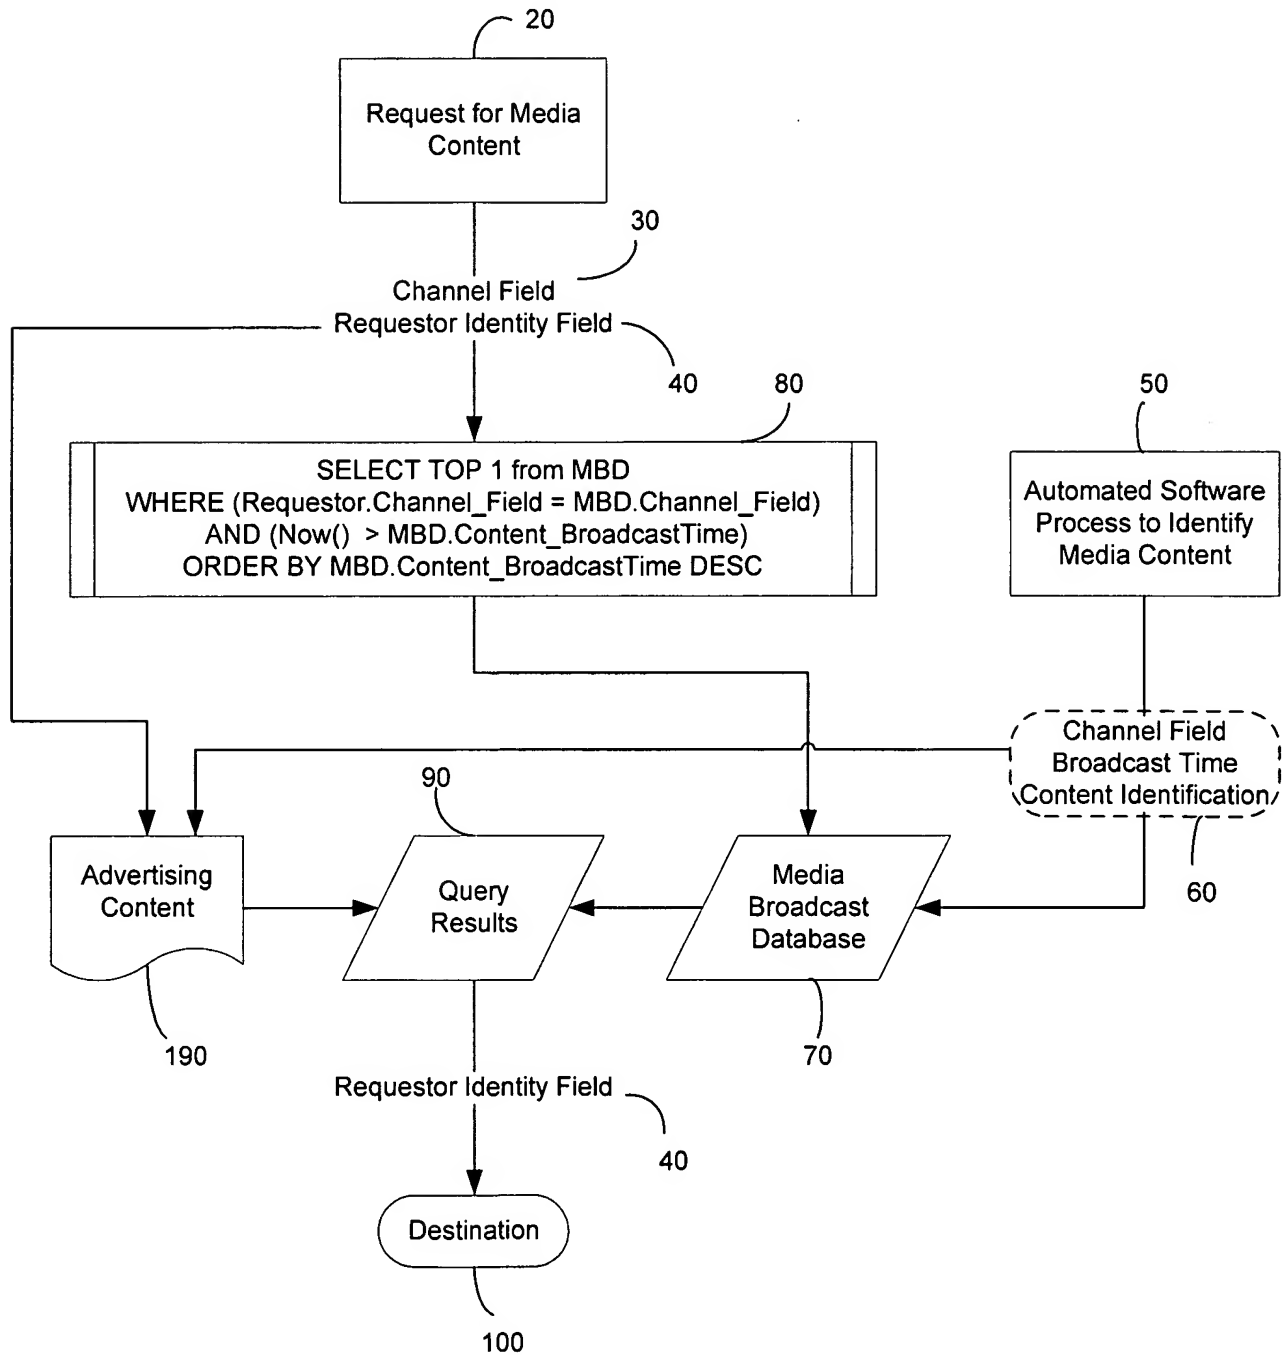 20
Request for Media
Content
30
Channel Field
Requestor Identity Field
40
80
50
SELECT TOP 1 from MBD
WHERE (Requestor.Channel_Field = MBD.Channel_Field)
AND (Now() > MBD.Content_BroadcastTime)
ORDER BY MBD.Content_BroadcastTime DESC
Automated Software
Process to Identify
Media Content
Channel Field
Broadcast Time
Content Identification
60
90
Advertising
Content
190
Query
Results
Media
Broadcast
Database
70
Requestor Identity Field
40
Destination
100